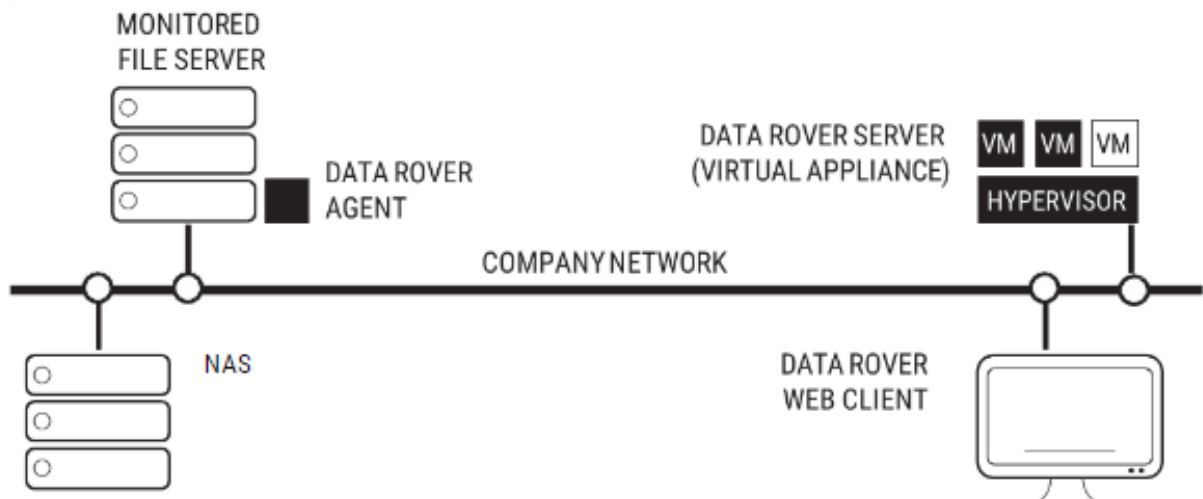 MONITORED
FILE SERVER
DATA ROVER
AGENT
DATA ROVER SERVER
(VIRTUAL APPLIANCE)
VM VM VM
HYPERVISOR
COMPANY NETWORK
NAS
DATA ROVER
WEB CLIENT